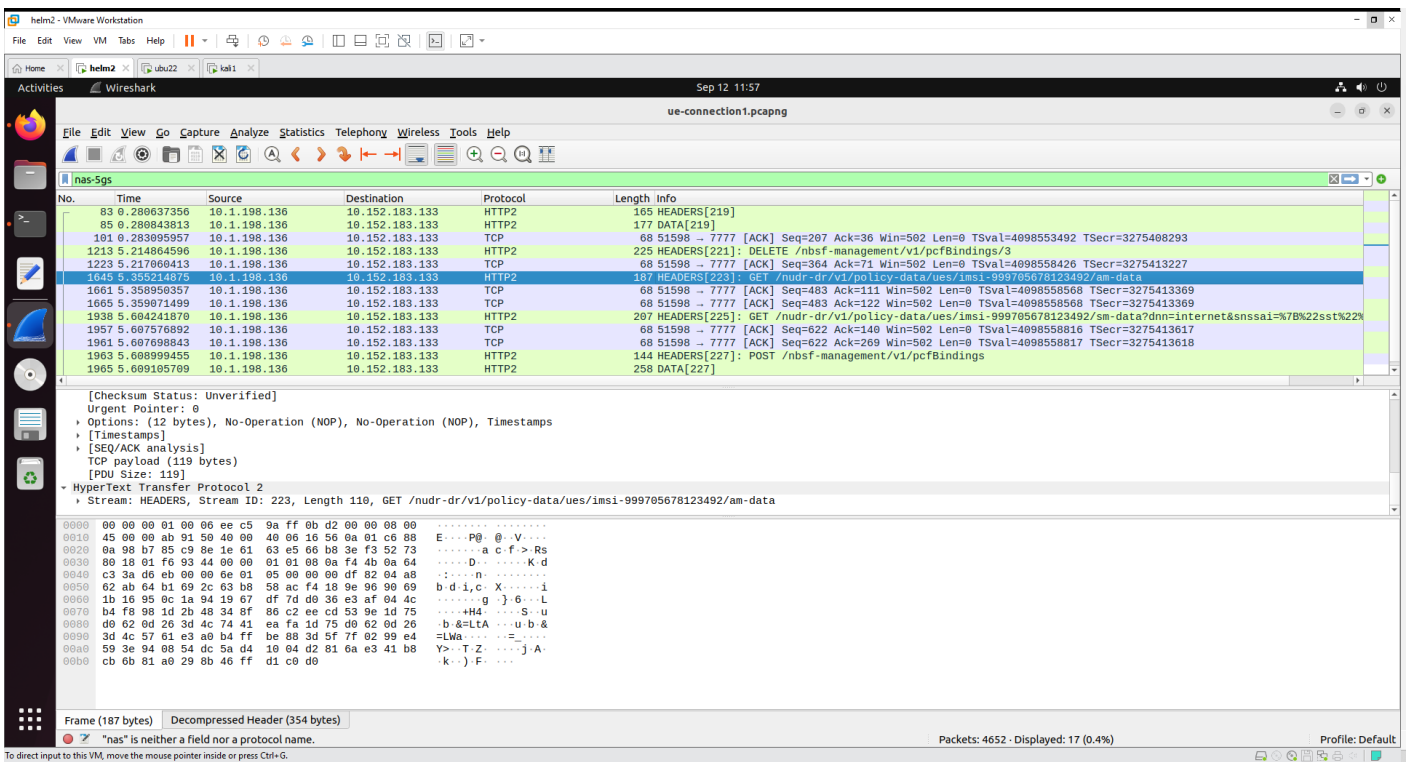 helm2 - VMware Workstation
File Edit View VM Tabs Help
Home helm2 ubu22 kali1
Activities Wireshark Sep 12 11:57
ue-connection1.pcapng
File Edit View Go Capture Analyze Statistics Telephony Wireless Tools Help
nas-5gs
No. Time Source Destination Protocol Length Info
83 0.280637356 10.1.198.136 10.152.183.133 HTTP2 165 HEADERS[219]
85 0.280843813 10.1.198.136 10.152.183.133 HTTP2 177 DATA[219]
101 0.283095957 10.1.198.136 10.152.183.133 TCP 68 51598 → 7777 [ACK] Seq=207 Ack=36 Win=502 Len=0 TSval=4098553492 TSecr=3275408293
1213 5.214864596 10.1.198.136 10.152.183.133 HTTP2 225 HEADERS[221]: DELETE /nbsf-management/v1/pcfBindings/3
1223 5.217060413 10.1.198.136 10.152.183.133 TCP 68 51598 → 7777 [ACK] Seq=364 Ack=71 Win=502 Len=0 TSval=4098558426 TSecr=3275413227
1645 5.355214875 10.1.198.136 10.152.183.133 HTTP2 187 HEADERS[223]: GET /nudr-dr/v1/policy-data/ues/imsi-999705678123492/am-data
1661 5.358950357 10.1.198.136 10.152.183.133 TCP 68 51598 → 7777 [ACK] Seq=483 Ack=111 Win=502 Len=0 TSval=4098558568 TSecr=3275413369
1665 5.359071499 10.1.198.136 10.152.183.133 TCP 68 51598 → 7777 [ACK] Seq=483 Ack=122 Win=502 Len=0 TSval=4098558568 TSecr=3275413369
1938 5.604241870 10.1.198.136 10.152.183.133 HTTP2 207 HEADERS[225]: GET /nudr-dr/v1/policy-data/ues/imsi-999705678123492/sm-data?dnn=internet&snssai=%7B%22sst%22%
1957 5.607576892 10.1.198.136 10.152.183.133 TCP 68 51598 → 7777 [ACK] Seq=622 Ack=140 Win=502 Len=0 TSval=4098558816 TSecr=3275413617
1961 5.607698843 10.1.198.136 10.152.183.133 TCP 68 51598 → 7777 [ACK] Seq=622 Ack=269 Win=502 Len=0 TSval=4098558817 TSecr=3275413618
1963 5.608999455 10.1.198.136 10.152.183.133 HTTP2 144 HEADERS[227]: POST /nbsf-management/v1/pcfBindings
1965 5.609105709 10.1.198.136 10.152.183.133 HTTP2 258 DATA[227]
[Checksum Status: Unverified]
Urgent Pointer: 0
Options: (12 bytes), No-Operation (NOP), No-Operation (NOP), Timestamps
[Timestamps]
[SEQ/ACK analysis]
TCP payload (119 bytes)
[PDU Size: 119]
HyperText Transfer Protocol 2
Stream: HEADERS, Stream ID: 223, Length 110, GET /nudr-dr/v1/policy-data/ues/imsi-999705678123492/am-data
0000 00 00 00 01 00 06 ee c5 9a ff 0b d2 00 00 08 00 ········ ········
0010 45 00 00 ab 91 50 40 00 40 06 16 56 0a 01 c6 88 E····P@· @··V····
0020 0a 98 b7 85 c9 8e 1e 61 63 e5 66 b8 3e f3 52 73 ·······a c·f·>·Rs
0030 80 18 01 f6 93 44 00 00 01 01 08 0a f4 4b 0a 64 ·····D·· ·····K·d
0040 c3 3a d6 eb 00 00 6e 01 05 00 00 00 df 82 04 a8 ·:····n· ········
0050 62 ab 64 b1 69 2c 63 b8 58 ac f4 18 9e 96 90 69 b·d·i,c· X······i
0060 1b 16 95 0c 1a 94 19 67 df 7d d0 36 e3 af 04 4c ·······g ·}·6···L
0070 b4 f8 98 1d 2b 48 34 8f 86 c2 ee cd 53 9e 1d 75 ····+H4· ····S··u
0080 d0 62 0d 26 3d 4c 74 41 ea fa 1d 75 d0 62 0d 26 ·b·&=LtA ···u·b·&
0090 3d 4c 57 61 e3 a0 b4 ff be 88 3d 5f 7f 02 99 e4 =LWa···· ··=_····
00a0 59 3e 94 08 54 dc 5a d4 10 04 d2 81 6a e3 41 b8 Y>··T·Z· ····j·A·
00b0 cb 6b 81 a0 29 8b 46 ff d1 c0 d0 ·k··)·F· ···
Frame (187 bytes) Decompressed Header (354 bytes)
"nas" is neither a field nor a protocol name. Packets: 4652 · Displayed: 17 (0.4%) Profile: Default
To direct input to this VM, move the mouse pointer inside or press Ctrl+G.